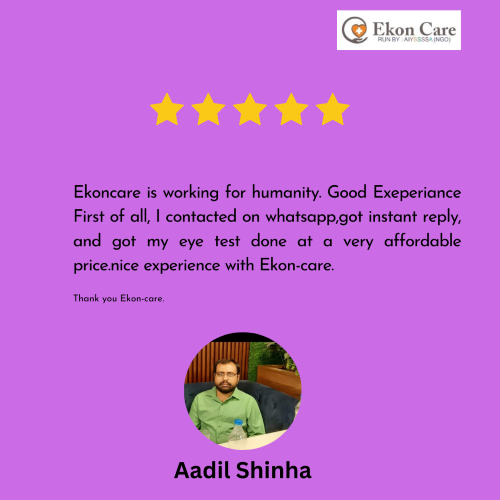 Ekon Care
RUN BY : AIYSSSSA (NGO)
Ekoncare is working for humanity. Good Exeperiance
First of all, I contacted on whatsapp,got instant reply,
and got my eye test done at a very affordable
price.nice experience with Ekon-care.
Thank you Ekon-care.
Aadil Shinha